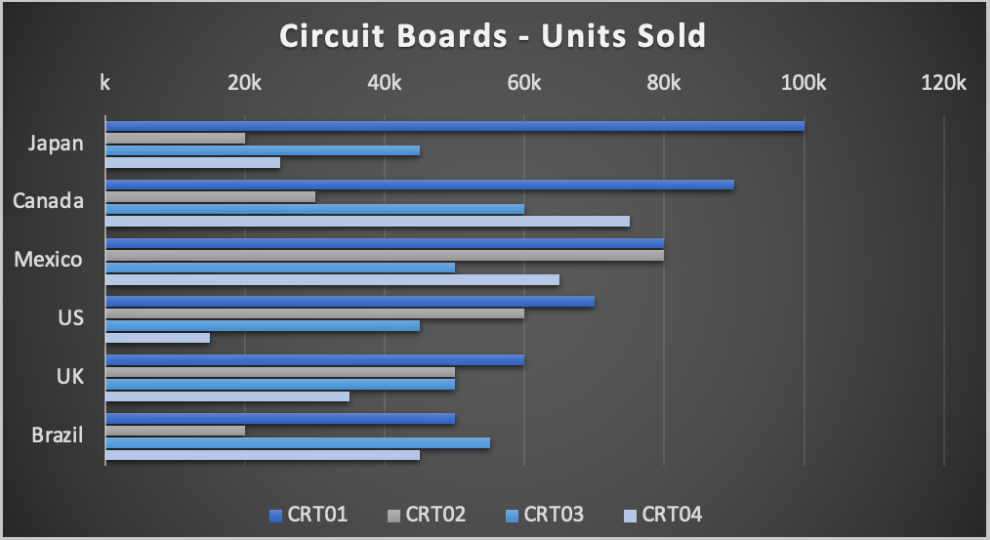 Circuit Boards - Units Sold
k 20k 40k 60k 80k 100k 120k
Japan
Canada
Mexico
US
UK
Brazil
CRT01 CRT02 CRT03 CRT04